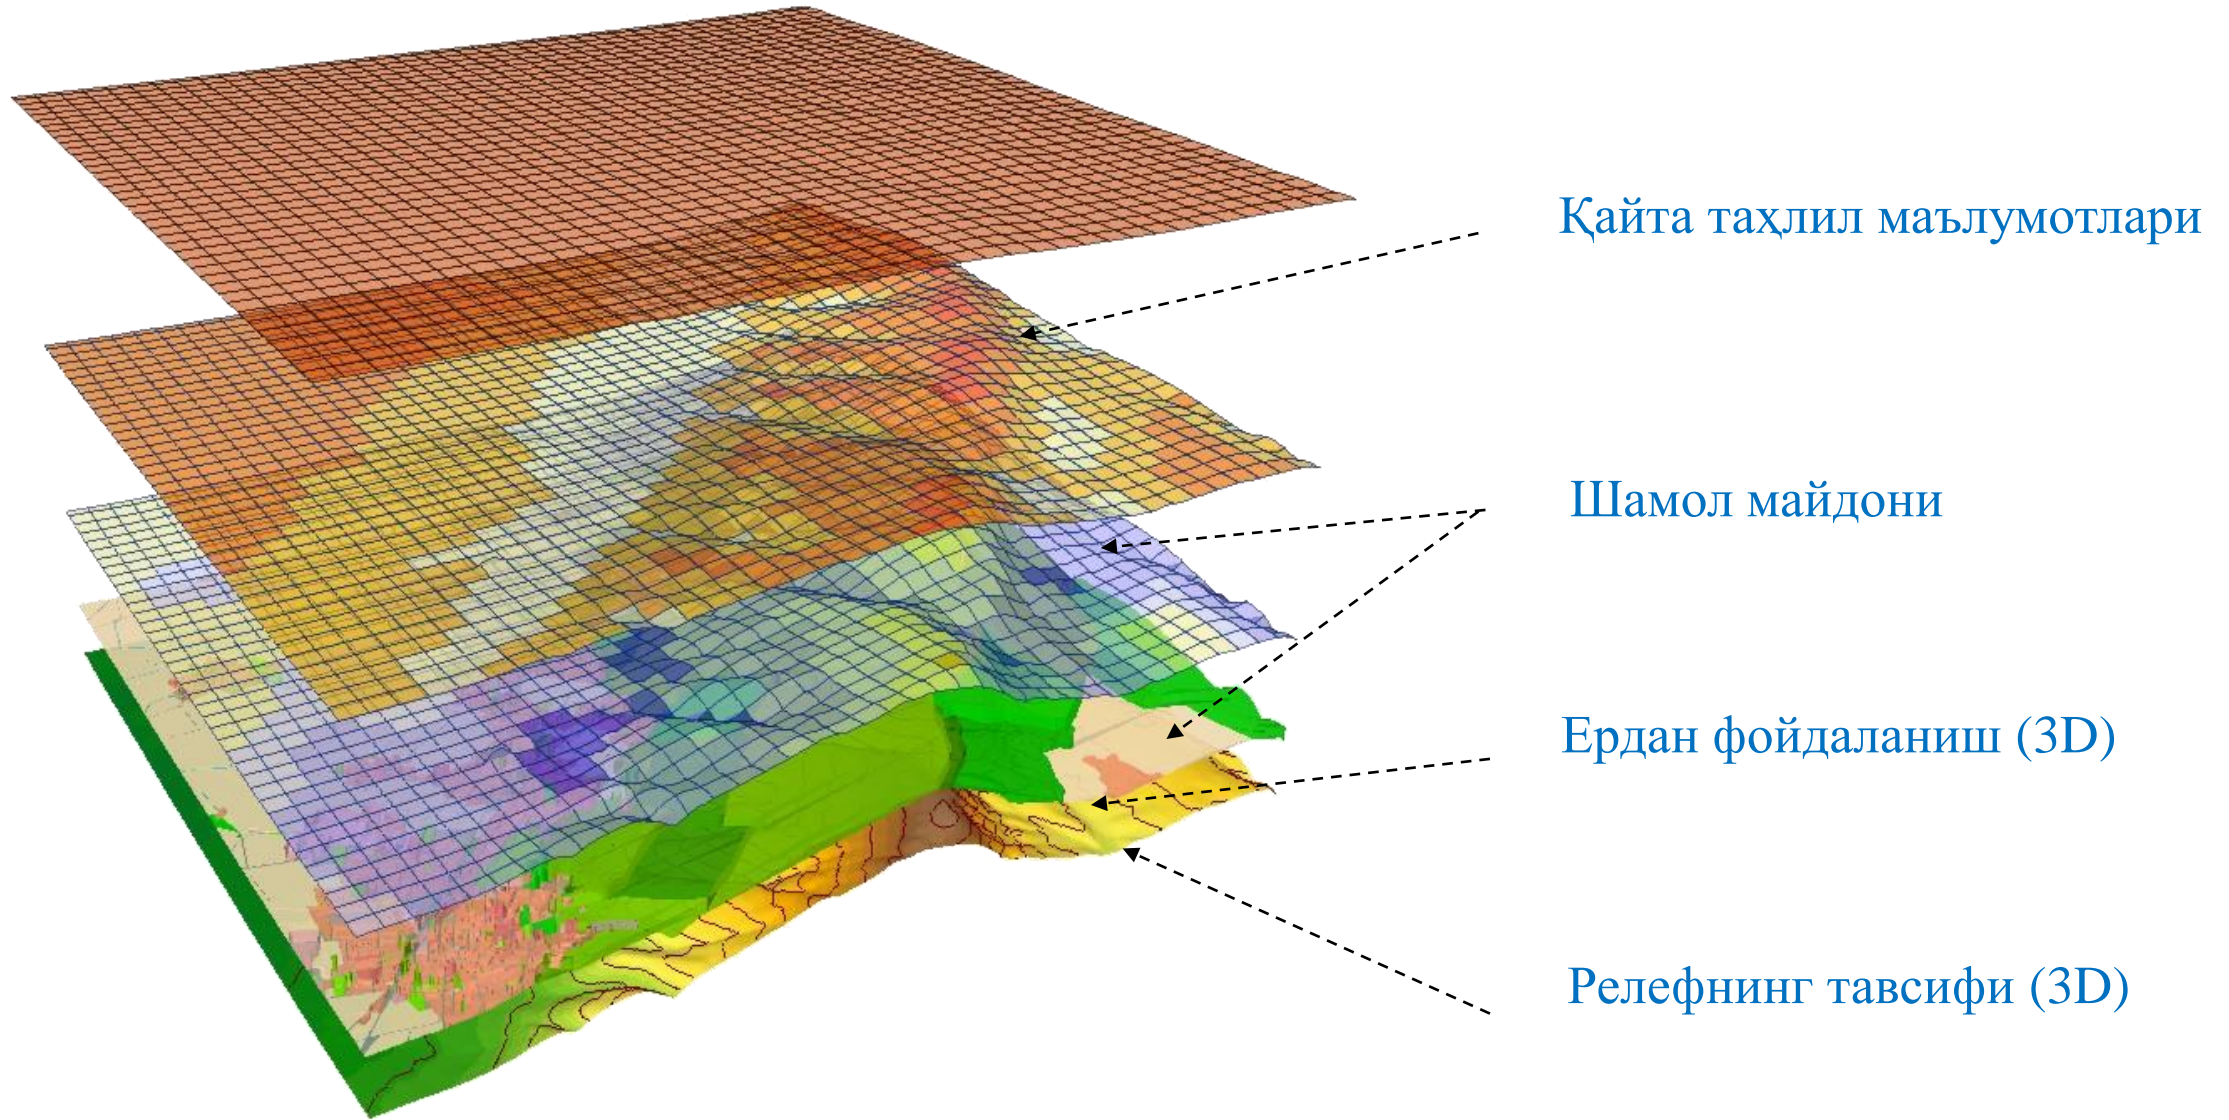 Қайта таҳлил маълумотлари
Шамол майдони
Ердан фойдаланиш (3D)
Релефнинг тавсифи (3D)